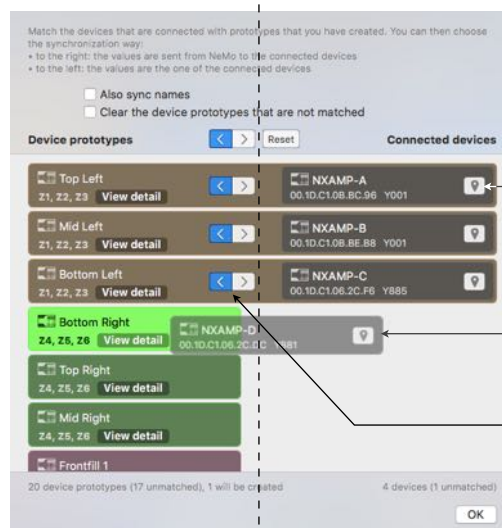 Match the devices that are connected with prototypes that you have created. You can then choose
the synchronization way:
• to the right: the values are sent from NeMo to the connected devices
• to the left: the values are the one of the connected devices.
Also sync names
Clear the device prototypes that are not matched
Device prototypes < > Reset Connected devices
Top Left
Z1, Z2, Z3 View detail
< >
NXAMP-A
00.1D.C1.0B.BC.96 Y001
Mid Left
Z1, Z2, Z3 View detail
< >
NXAMP-B
00.1D.C1.0B.BE.B8 Y001
Bottom Left
Z1, Z2, Z3 View detail
< >
NXAMP-C
00.1D.C1.06.2C.F6 Y885
Bottom Right
Z4, Z5, Z6 View detail
NXAMP-D
00.1D.C1.06.2C.DC
Top Right
Z4, Z5, Z6 View detail
Mid Right
Z4, Z5, Z6 View detail
Frontfill 1
20 device prototypes (17 unmatched), 1 will be created 4 devices (1 unmatched)
OK